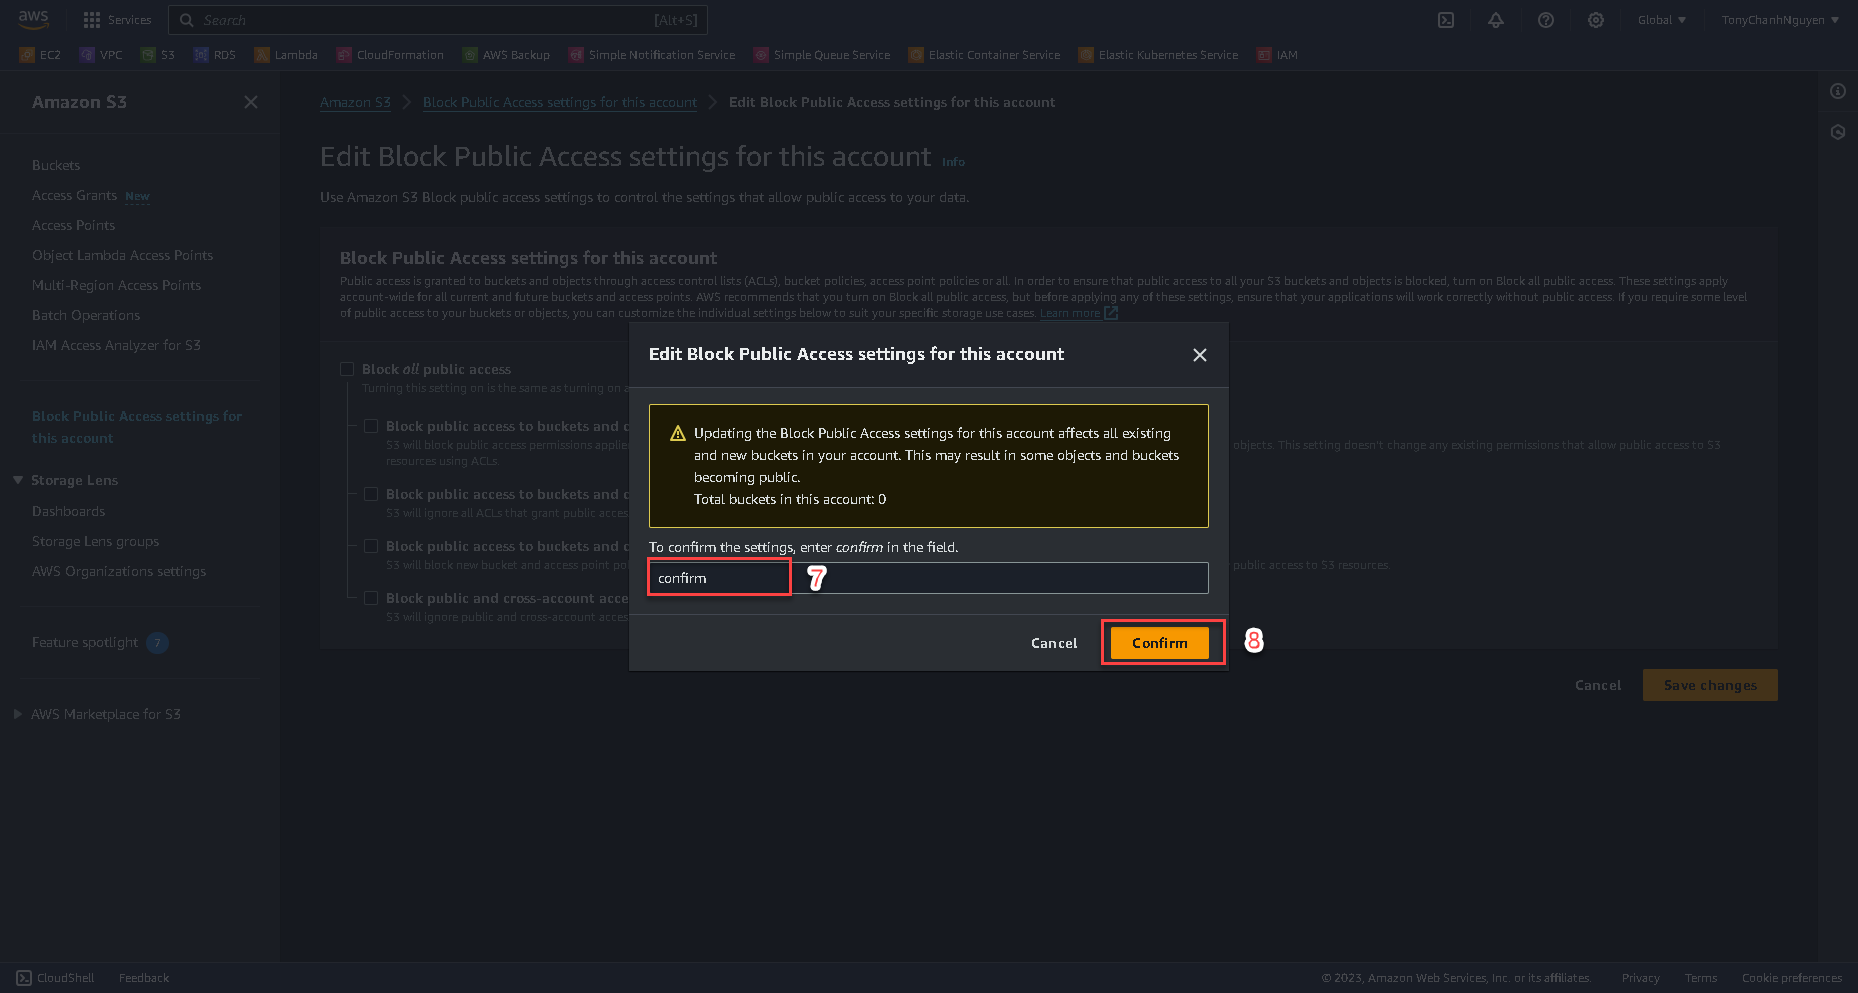 aws
Services
Search
[Alt+S]
Global
TonyChanhNguyen
EC2
VPC
S3
RDS
Lambda
CloudFormation
AWS Backup
Simple Notification Service
Simple Queue Service
Elastic Container Service
Elastic Kubernetes Service
IAM
Amazon S3
Buckets
Access Grants New
Access Points
Object Lambda Access Points
Multi-Region Access Points
Batch Operations
IAM Access Analyzer for S3
Block Public Access settings for
this account
Storage Lens
Dashboards
Storage Lens groups
AWS Organizations settings
Feature spotlight 7
AWS Marketplace for S3
Amazon S3
Block Public Access settings for this account
Edit Block Public Access settings for this account
Edit Block Public Access settings for this account Info
Use Amazon S3 Block public access settings to control the settings that allow public access to your data.
Block Public Access settings for this account
Public access is granted to buckets and objects through access control lists (ACLs), bucket policies, access point policies or all. In order to ensure that public access to all your S3 buckets and objects is blocked, turn on Block all public access. These settings apply
account-wide for all current and future buckets and access points. AWS recommends that you turn on Block all public access, but before applying any of these settings, ensure that your applications will work correctly without public access. If you require some level
of public access to your buckets or objects, you can customize the individual settings below to suit your specific storage use cases. Learn more
Block all public access
Turning this setting on is the same as turning on a
Block public access to buckets and
S3 will block public access permissions applie objects. This setting doesn't change any existing permissions that allow public access to S3
resources using ACLs.
Block public access to buckets and
S3 will ignore all ACLs that grant public acces
Block public access to buckets and
S3 will block new bucket and access point po public access to S3 resources.
Block public and cross-account acce
S3 will ignore public and cross-account acces
Edit Block Public Access settings for this account
Updating the Block Public Access settings for this account affects all existing
and new buckets in your account. This may result in some objects and buckets
becoming public.
Total buckets in this account: 0
To confirm the settings, enter confirm in the field.
confirm
7
Cancel
Confirm
8
Cancel
Save changes
CloudShell
Feedback
© 2023, Amazon Web Services, Inc. or its affiliates.
Privacy
Terms
Cookie preferences